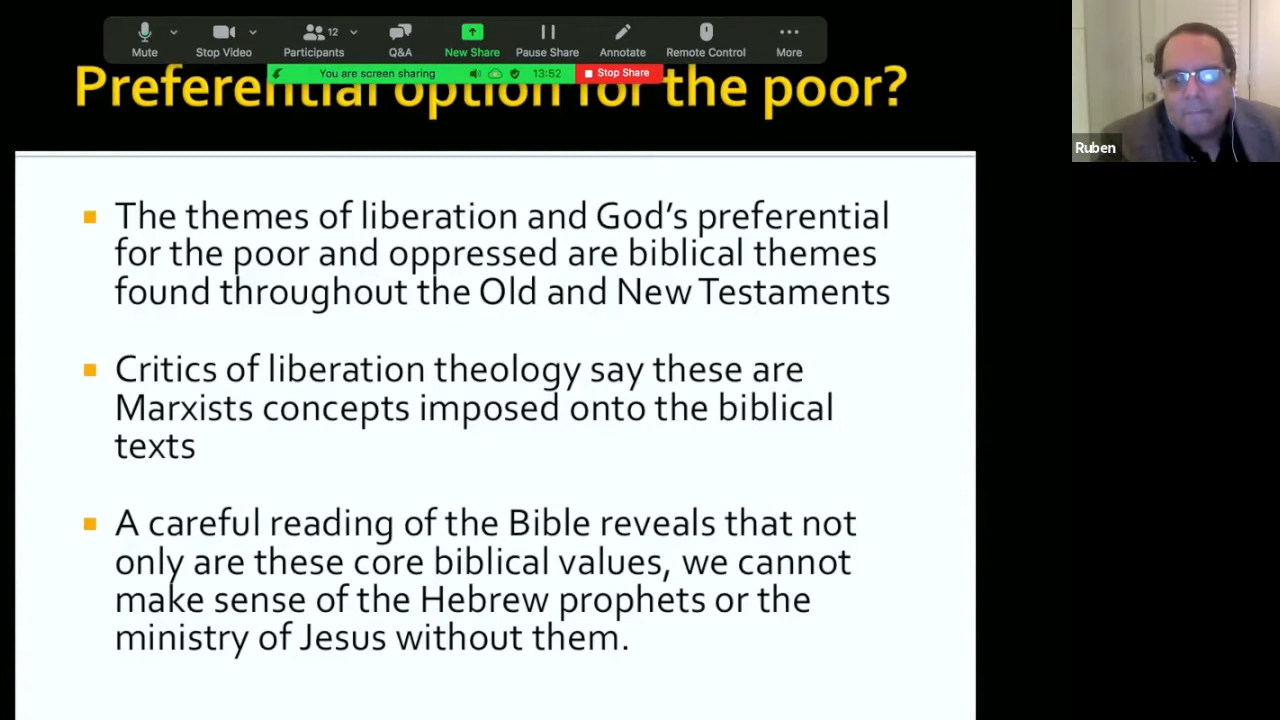 12
Mute
Stop Video
Participants
Q&A
New Share
Pause Share
Annotate
Remote Control
More
You are screen sharing
13:52
Stop Share
Preferential option for the poor?
Ruben
The themes of liberation and God's preferential
for the poor and oppressed are biblical themes
found throughout the Old and New Testaments
Critics of liberation theology say these are
Marxists concepts imposed onto the biblical
texts
A careful reading of the Bible reveals that not
only are these core biblical values, we cannot
make sense of the Hebrew prophets or the
ministry of Jesus without them.